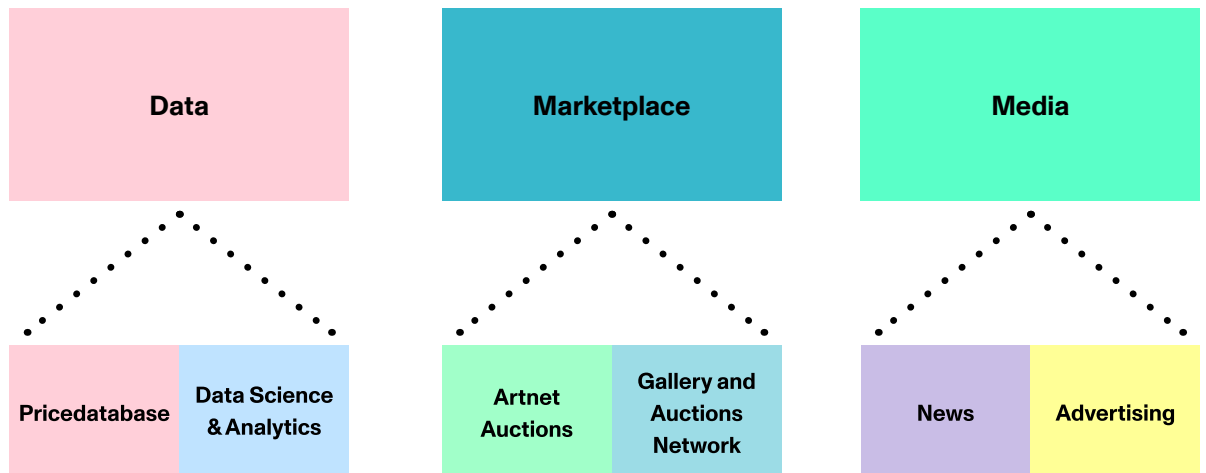 Data
Marketplace
Media
Pricedatabase
Data Science
& Analytics
Artnet
Auctions
Gallery and
Auctions
Network
News
Advertising